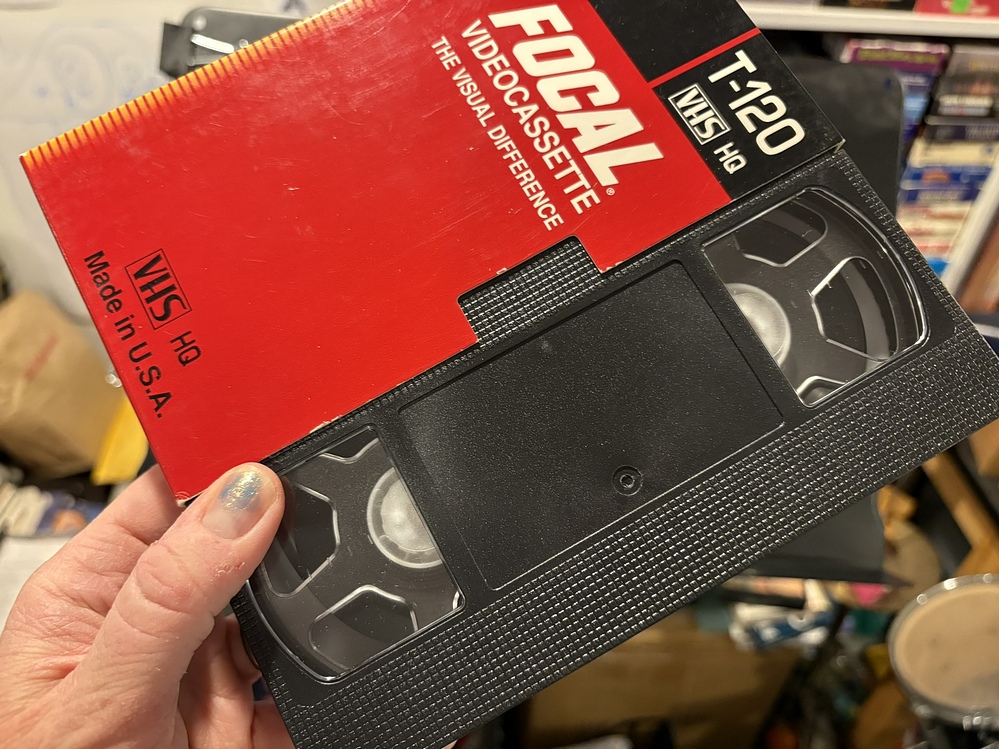 FOCAL®
VIDEOCASSETTE
THE VISUAL DIFFERENCE
T-120
VHS HQ
VHS HQ
Made in U.S.A.